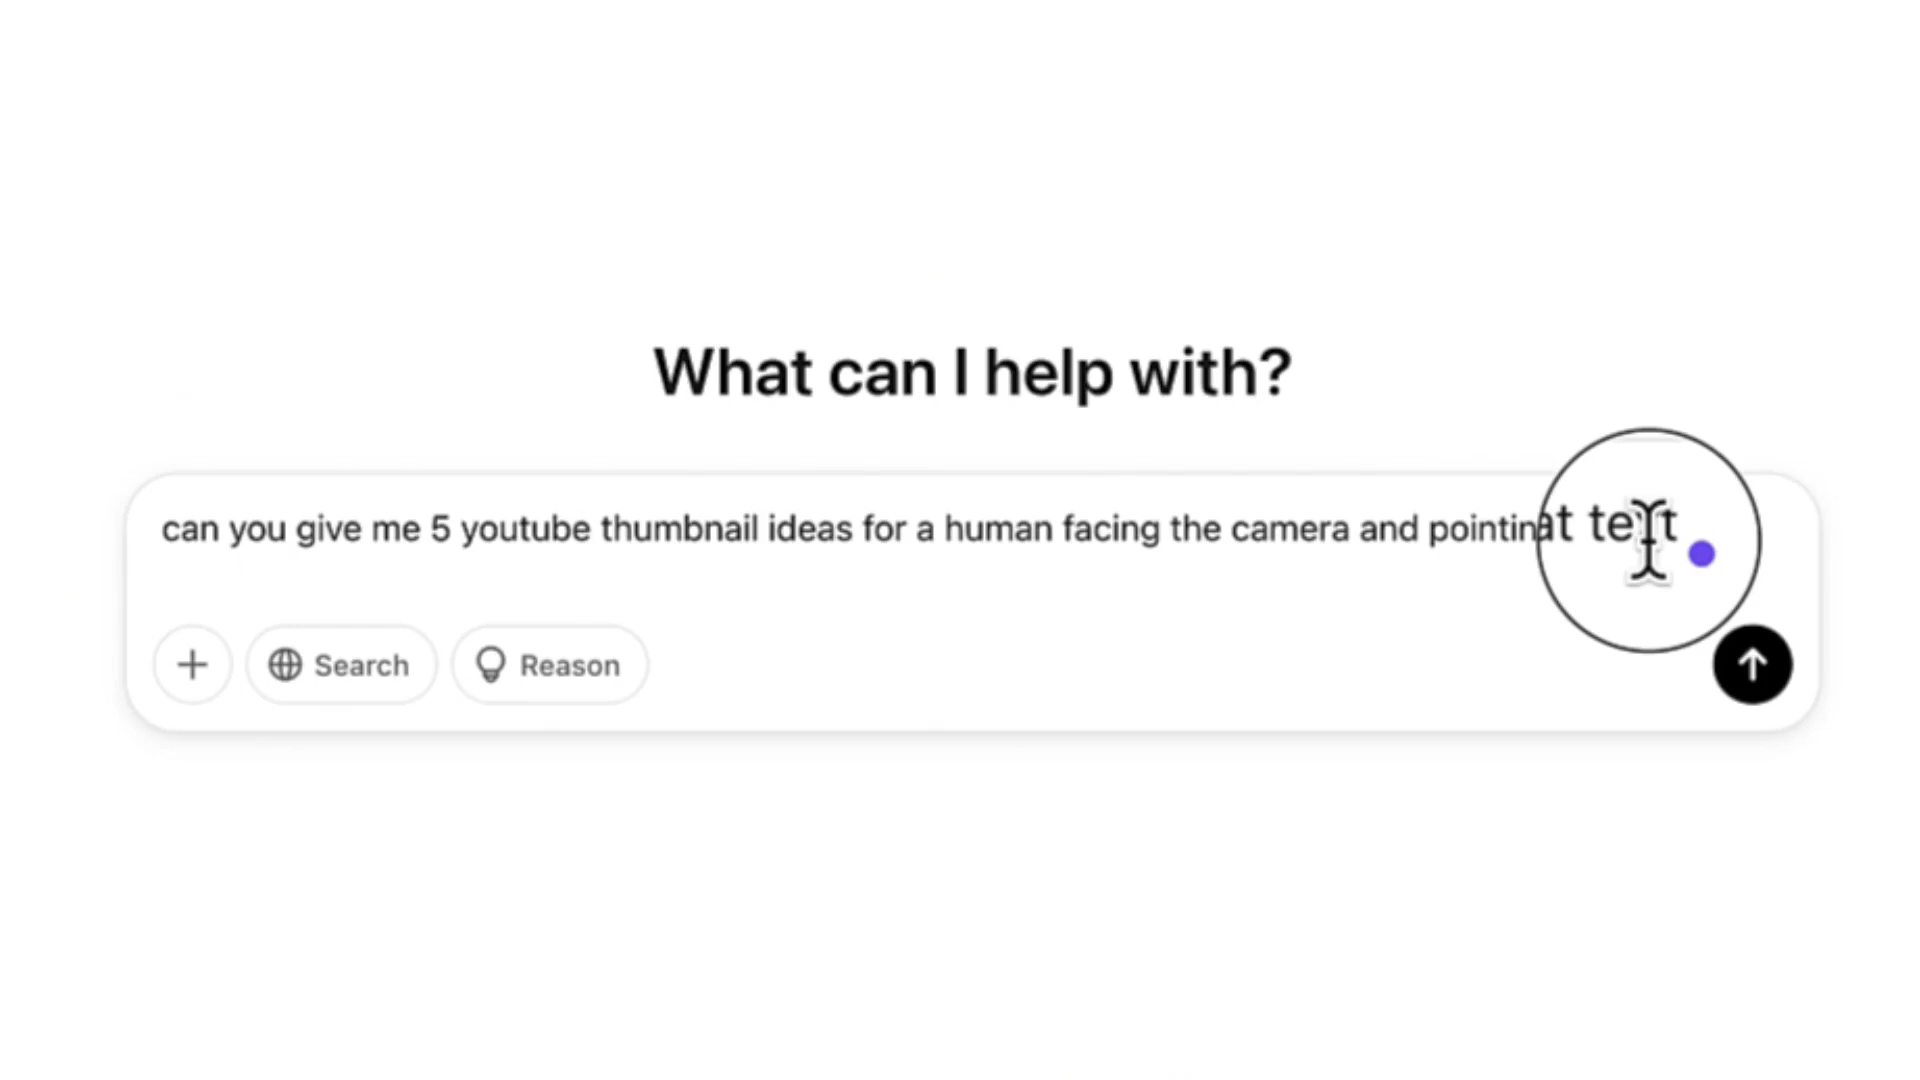 What can I help with?
can you give me 5 youtube thumbnail ideas for a human facing the camera and pointin at text
Search
Reason